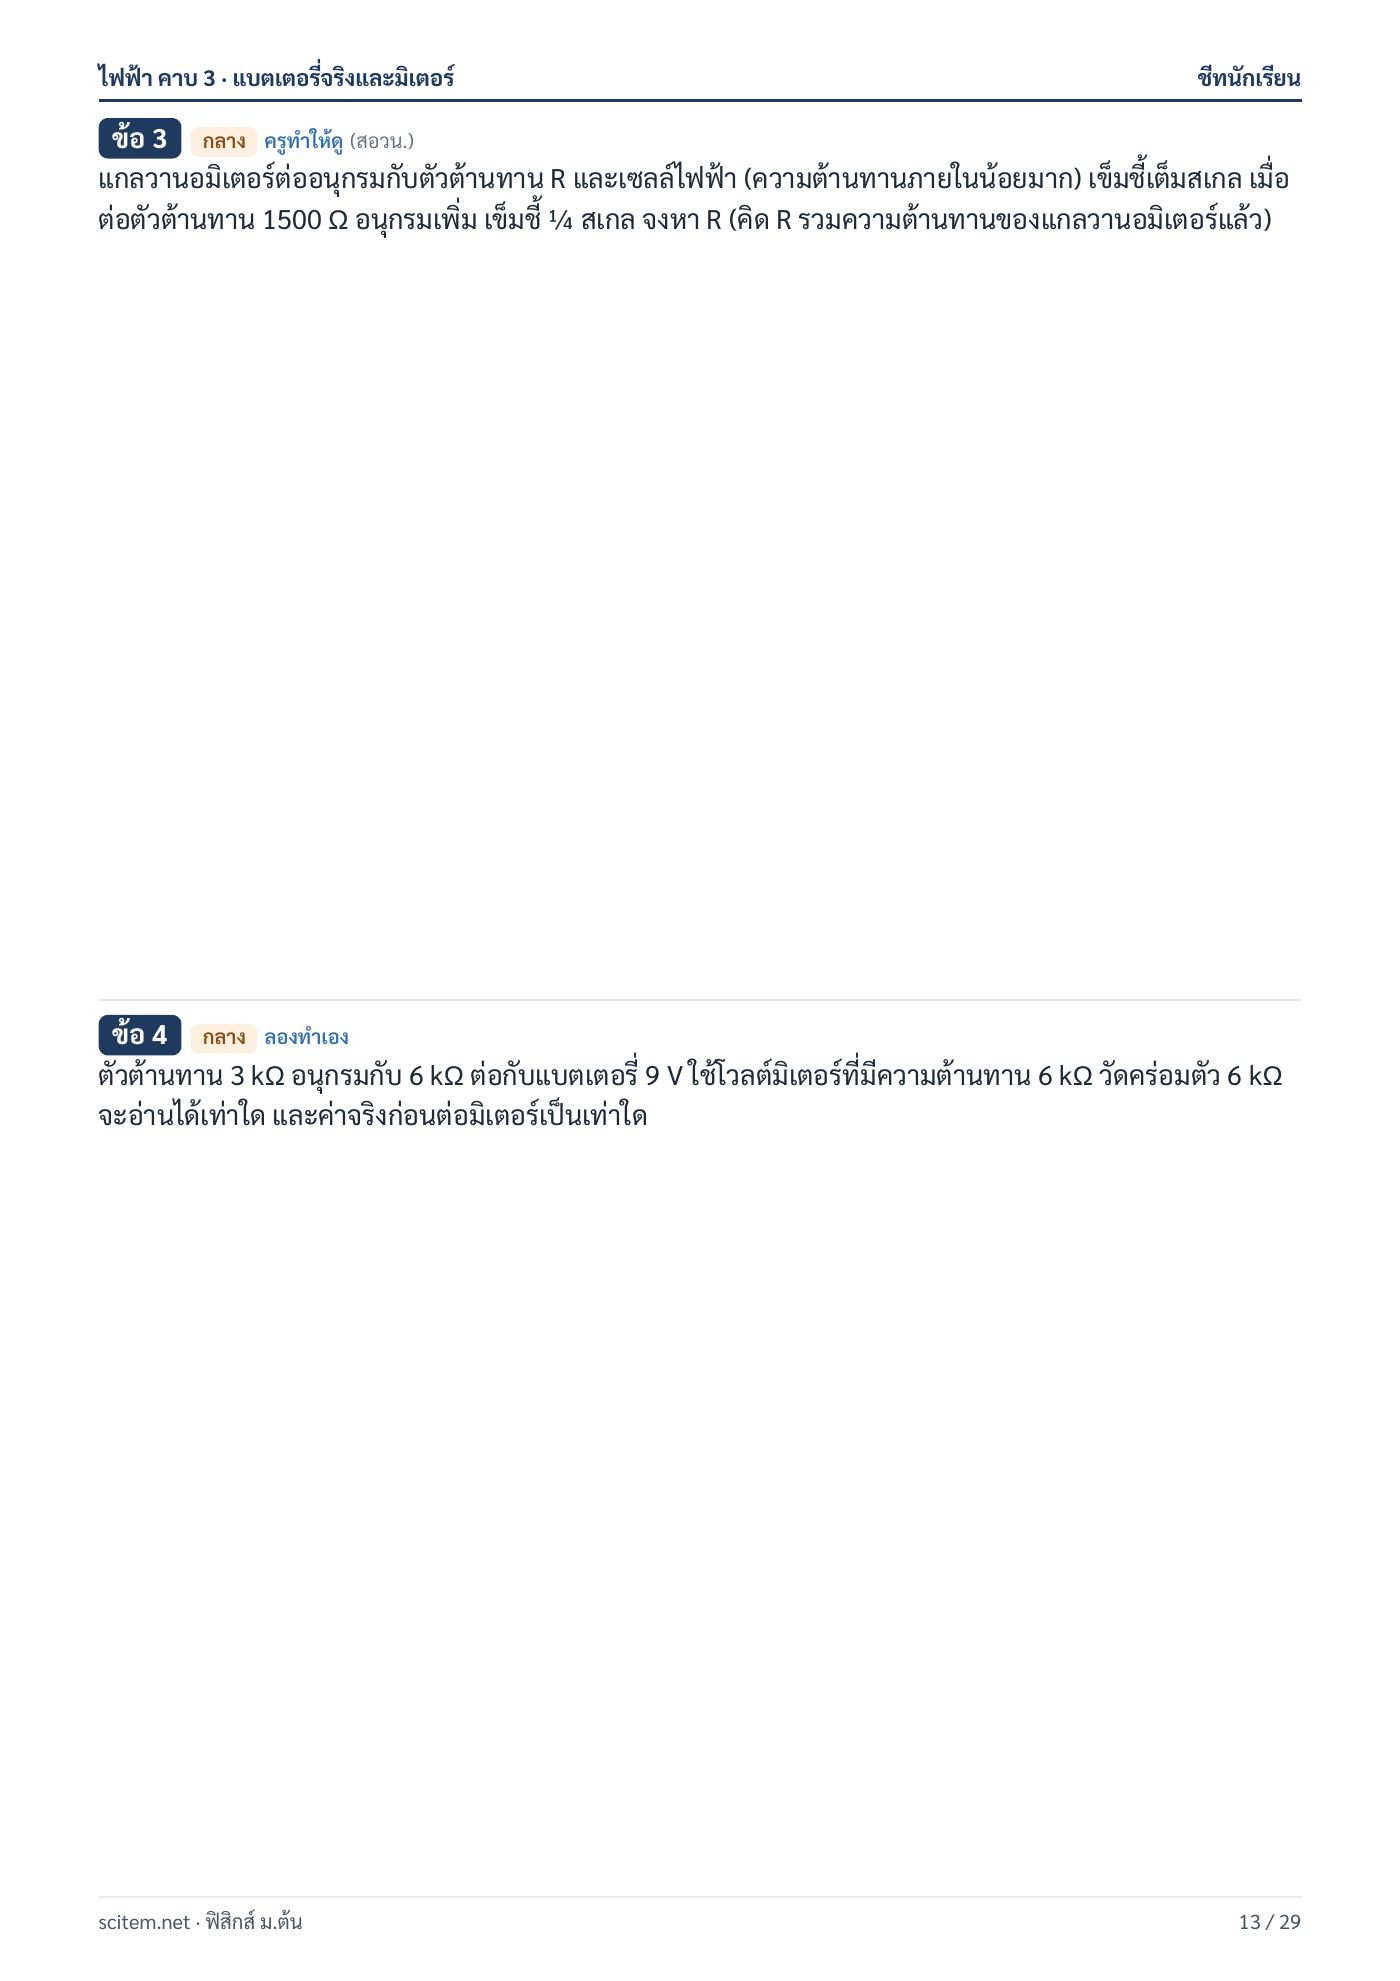 ไฟฟ้า คาบ 3 · แบตเตอรี่จริงและมิเตอร์ ชีทนักเรียน
ข้อ 3 กลาง ครูทำให้ดู (สอวน.)
แกลวานอมิเตอร์ต่ออนุกรมกับตัวต้านทาน R และเซลล์ไฟฟ้า (ความต้านทานภายในน้อยมาก) เข็มชี้เต็มสเกล เมื่อ
ต่อตัวต้านทาน 1500 Ω อนุกรมเพิ่ม เข็มชี้ ¼ สเกล จงหา R (คิด R รวมความต้านทานของแกลวานอมิเตอร์แล้ว)
ข้อ 4 กลาง ลองทำเอง
ตัวต้านทาน 3 kΩ อนุกรมกับ 6 kΩ ต่อกับแบตเตอรี่ 9 V ใช้โวลต์มิเตอร์ที่มีความต้านทาน 6 kΩ วัดคร่อมตัว 6 kΩ
จะอ่านได้เท่าใด และค่าจริงก่อนต่อมิเตอร์เป็นเท่าใด
scitem.net · ฟิสิกส์ ม.ต้น 13 / 29